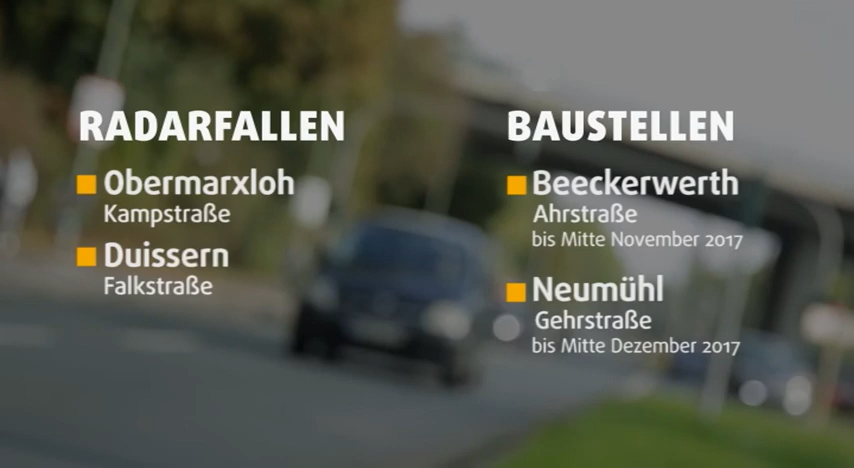 RADARFALLEN
Obermarxloh
Kampstraße
Duissern
Falkstraße
BAUSTELLEN
Beeckerwerth
Ahrstraße
bis Mitte November 2017
Neumühl
Gehrstraße
bis Mitte Dezember 2017